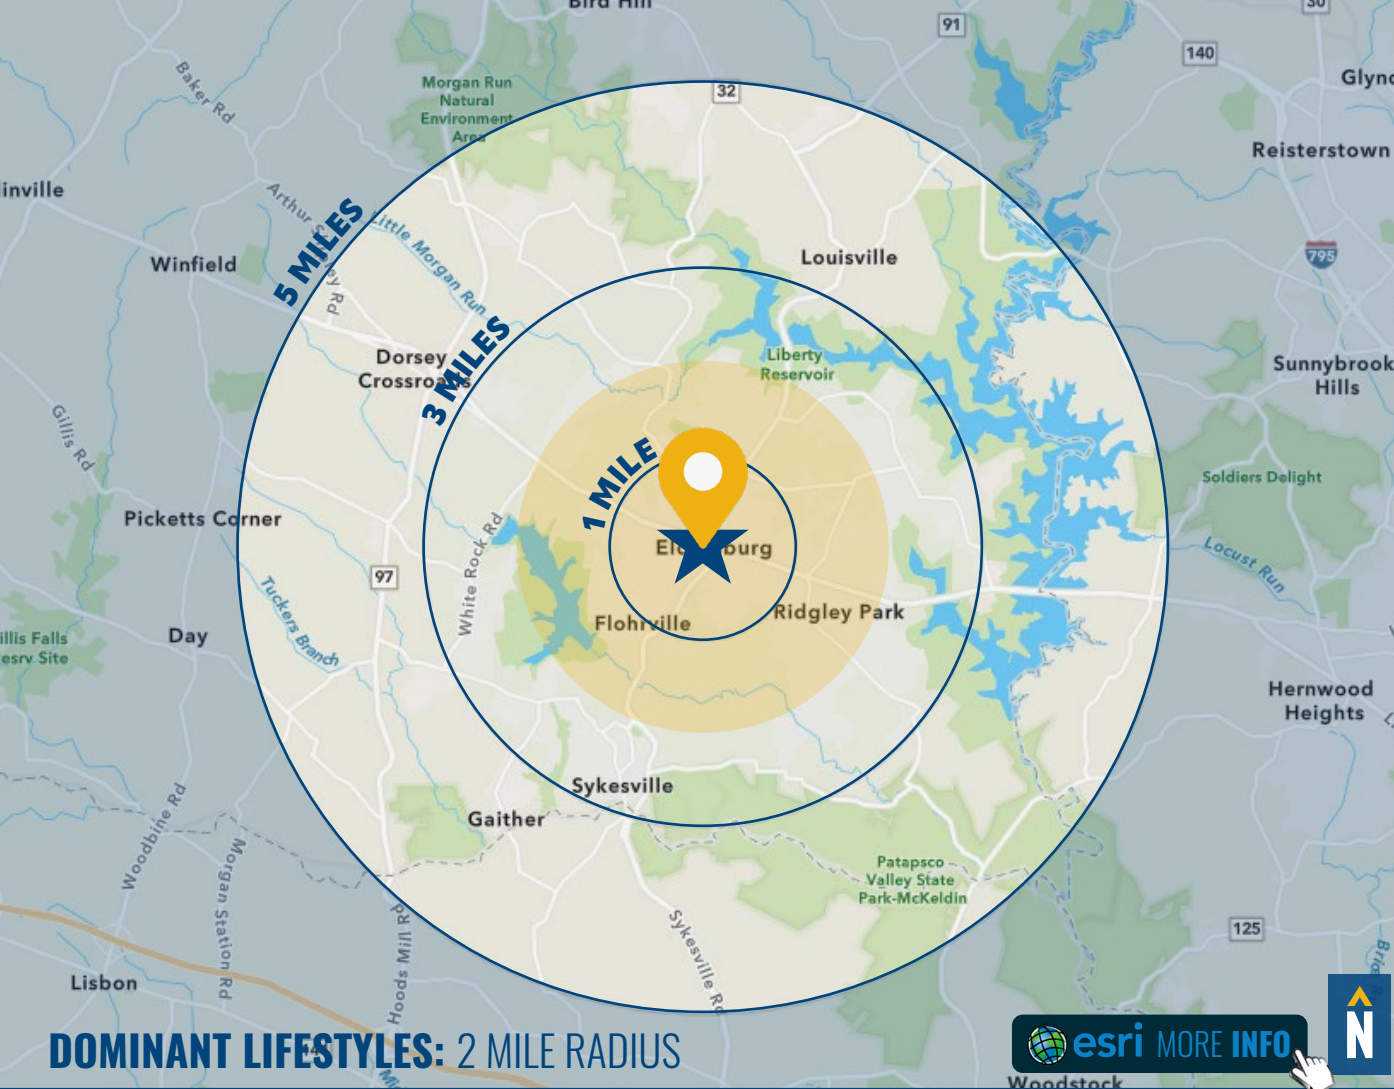 Bird Hill
30
91
140
Glync
Baker Rd
Morgan Run
Natural
Environment
Area
32
Reisterstown
inville
Arthur S
ley Rd
5 MILES
Little Morgan Run
Louisville
795
Winfield
3 MILES
Dorsey
Crossroads
Liberty
Reservoir
Sunnybrook
Hills
Gillis Rd
1 MILE
Soldiers Delight
Picketts Corner
White Rock Rd
El
burg
Locust Run
97
Tuckers Branch
Flohrville
Ridgley Park
illis Falls
esrv Site
Day
Hernwood
Heights
Sykesville
Gaither
Woodbine Rd
Morgan Station Rd
Patapsco
Valley State
Park-McKeldin
Hoods Mill Rd
Sykesville Rd
125
Lisbon
DOMINANT LIFESTYLES: 2 MILE RADIUS
esri MORE INFO
N
Woodstock